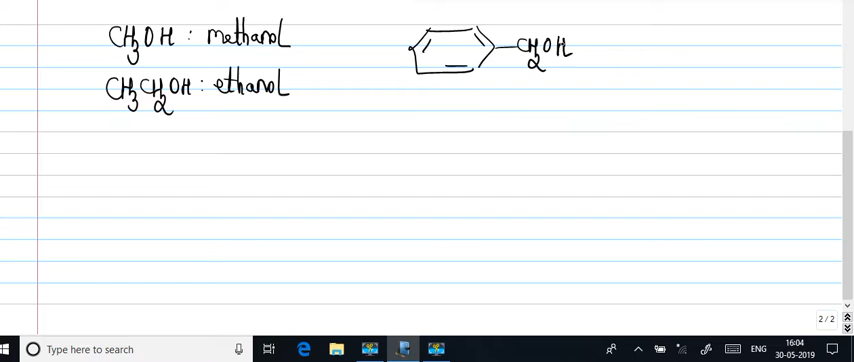 CH3OH : methanol
CH2OH
CH3CH2OH : ethanol
2 / 2
Type here to search
ENG
16:04
30-05-2019